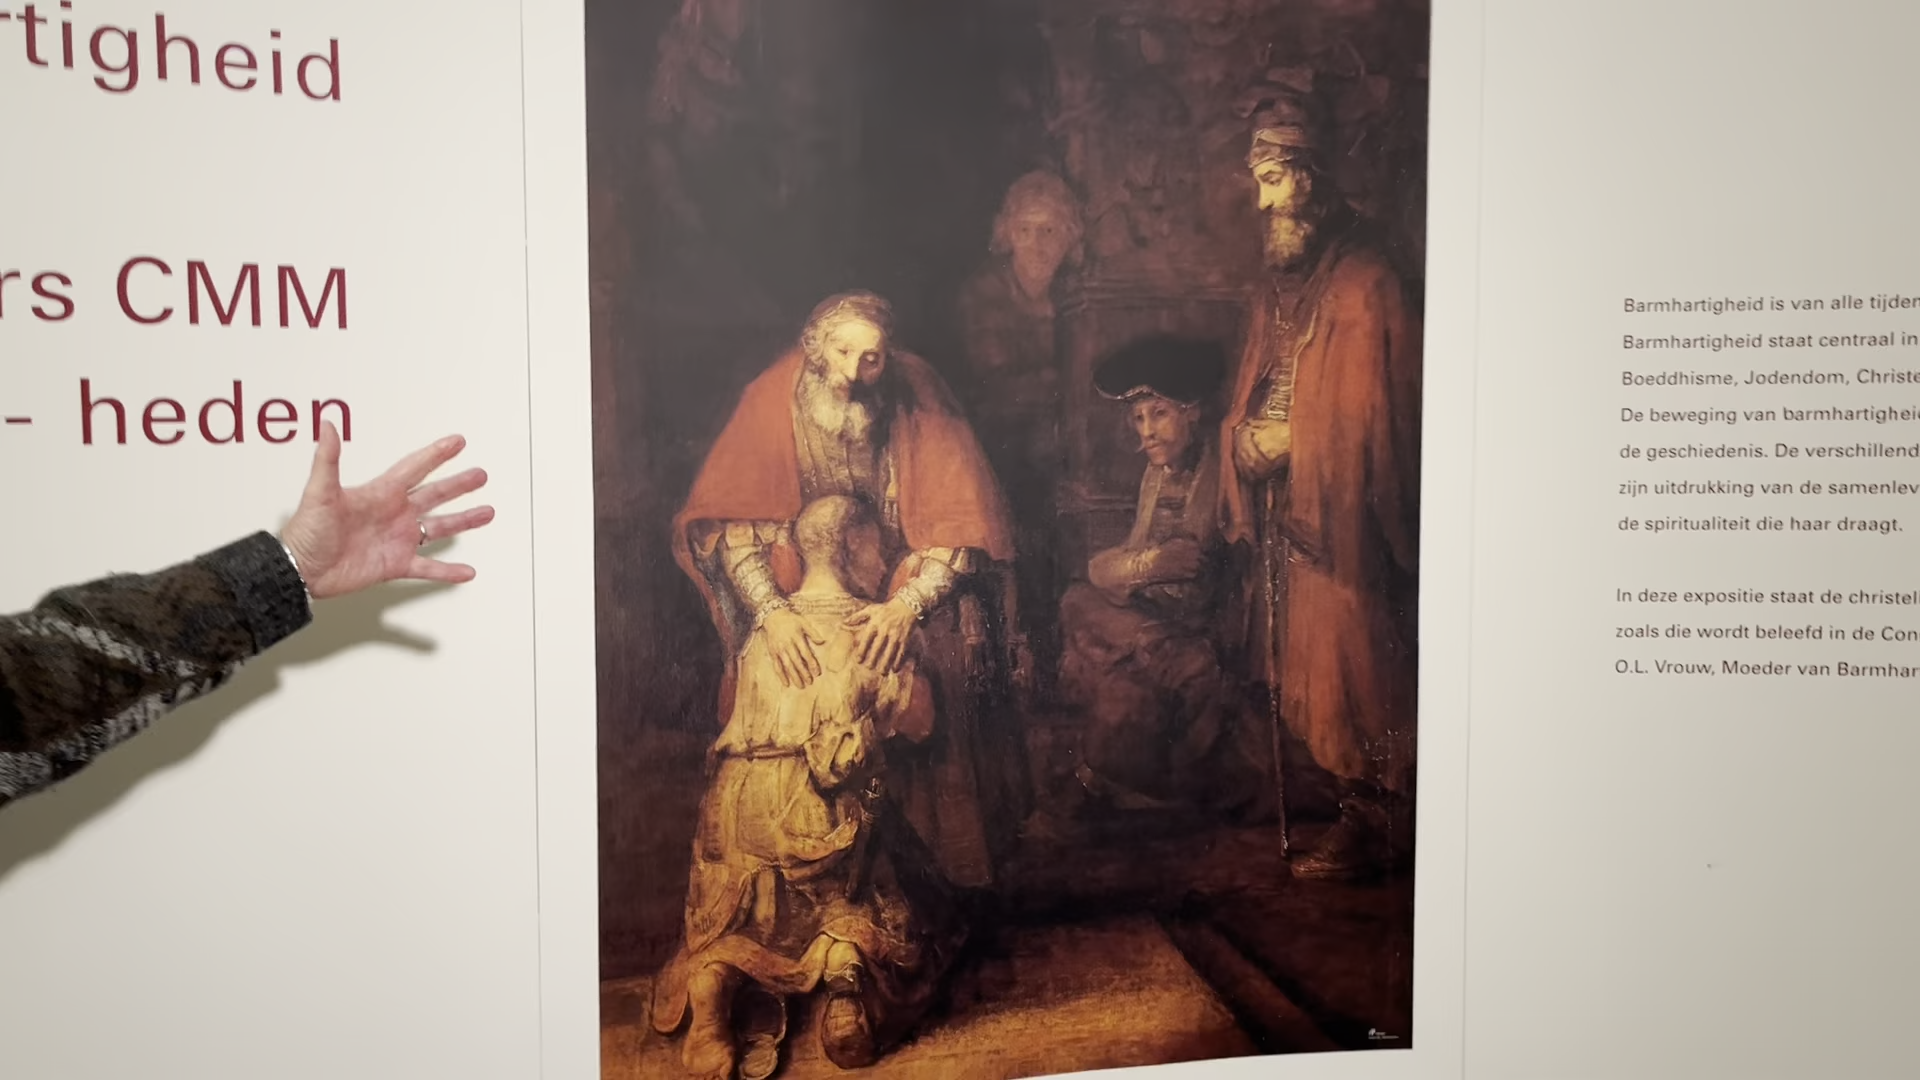 rtigheid
rs CMM
- heden
Barmhartigheid is van alle tijden
Barmhartigheid staat centraal in
Boeddhisme, Jodendom, Christe
De beweging van barmhartighei
de geschiedenis. De verschillend
zijn uitdrukking van de samenlev
de spiritualiteit die haar draagt.
In deze expositie staat de christeli
zoals die wordt beleefd in de Con
O.L. Vrouw, Moeder van Barmhar